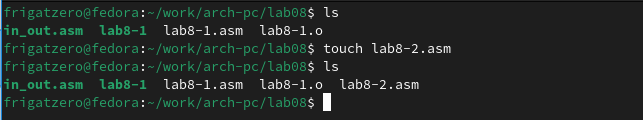 frigatzero@fedora:~/work/arch-pc/lab08$ ls
in_out.asm  lab8-1  lab8-1.asm  lab8-1.o
frigatzero@fedora:~/work/arch-pc/lab08$ touch lab8-2.asm
frigatzero@fedora:~/work/arch-pc/lab08$ ls
in_out.asm  lab8-1  lab8-1.asm  lab8-1.o  lab8-2.asm
frigatzero@fedora:~/work/arch-pc/lab08$